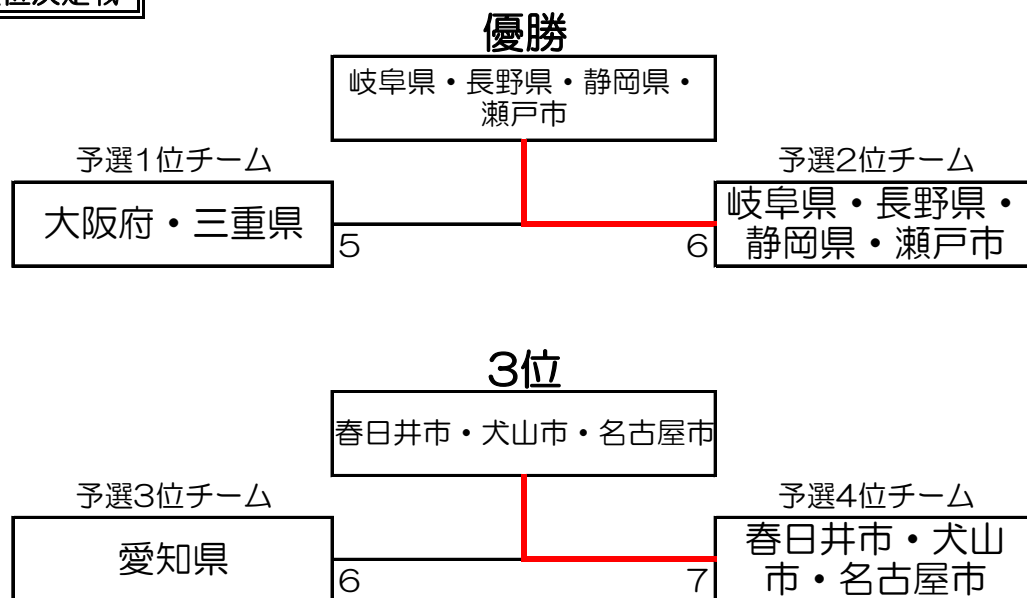 位決定戦
優勝
岐阜県・長野県・静岡県・
瀬戸市
予選1位チーム
予選2位チーム
大阪府・三重県
岐阜県・長野県・
静岡県・瀬戸市
5
6
3位
春日井市・犬山市・名古屋市
予選3位チーム
予選4位チーム
愛知県
春日井市・犬山
市・名古屋市
6
7